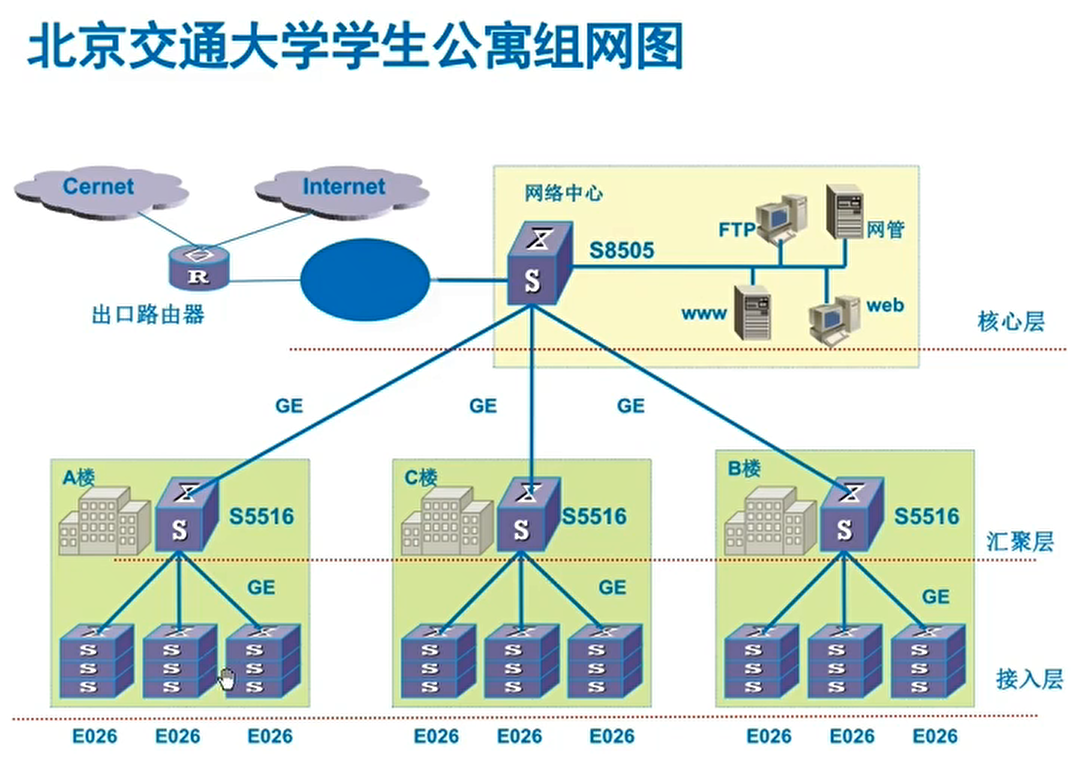 北京交通大学学生公寓组网图
Cernet
Internet
网络中心
FTP
网管
S8505
R
S
www
web
出口路由器
核心层
GE
GE
GE
A楼
C楼
B楼
S
S5516
S
S5516
S
S5516
汇聚层
GE
GE
GE
S S S S S S S S S
S S S S S S S S S
S S S S S S S S S
接入层
E026 E026 E026 E026 E026 E026 E026 E026 E026